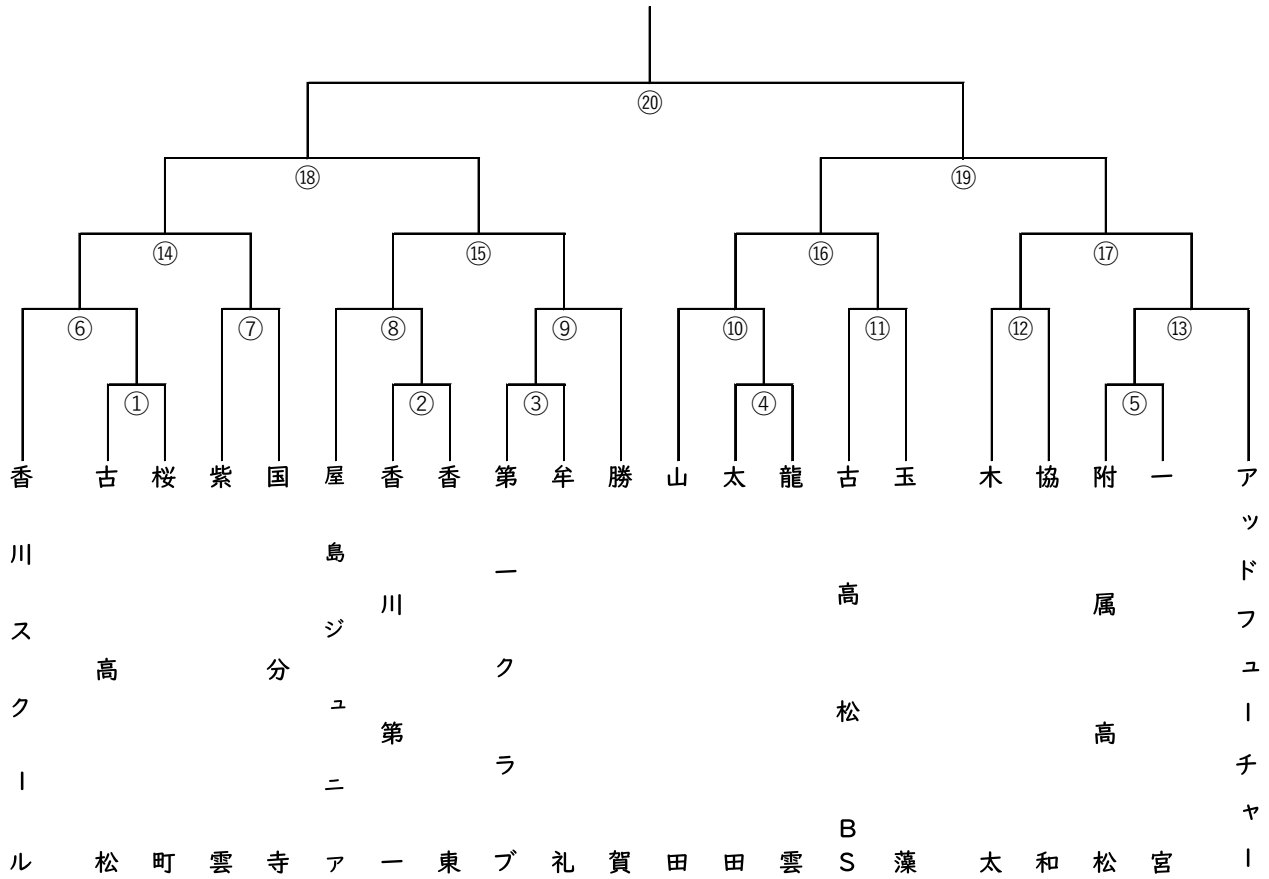 ⑳
⑱
⑲
⑭
⑮
⑯
⑰
⑥
⑦
⑧
⑨
⑩
⑪
⑫
⑬
①
②
③
④
⑤
香川スクール
古高松
桜町
紫雲
国分寺
屋島ジュニア
香川第一
香東
第一クラブ
牟礼
勝賀
山田
太田
龍雲
古高松BS
玉藻
木太
協和
附属高松
一宮
アッドフューチャー